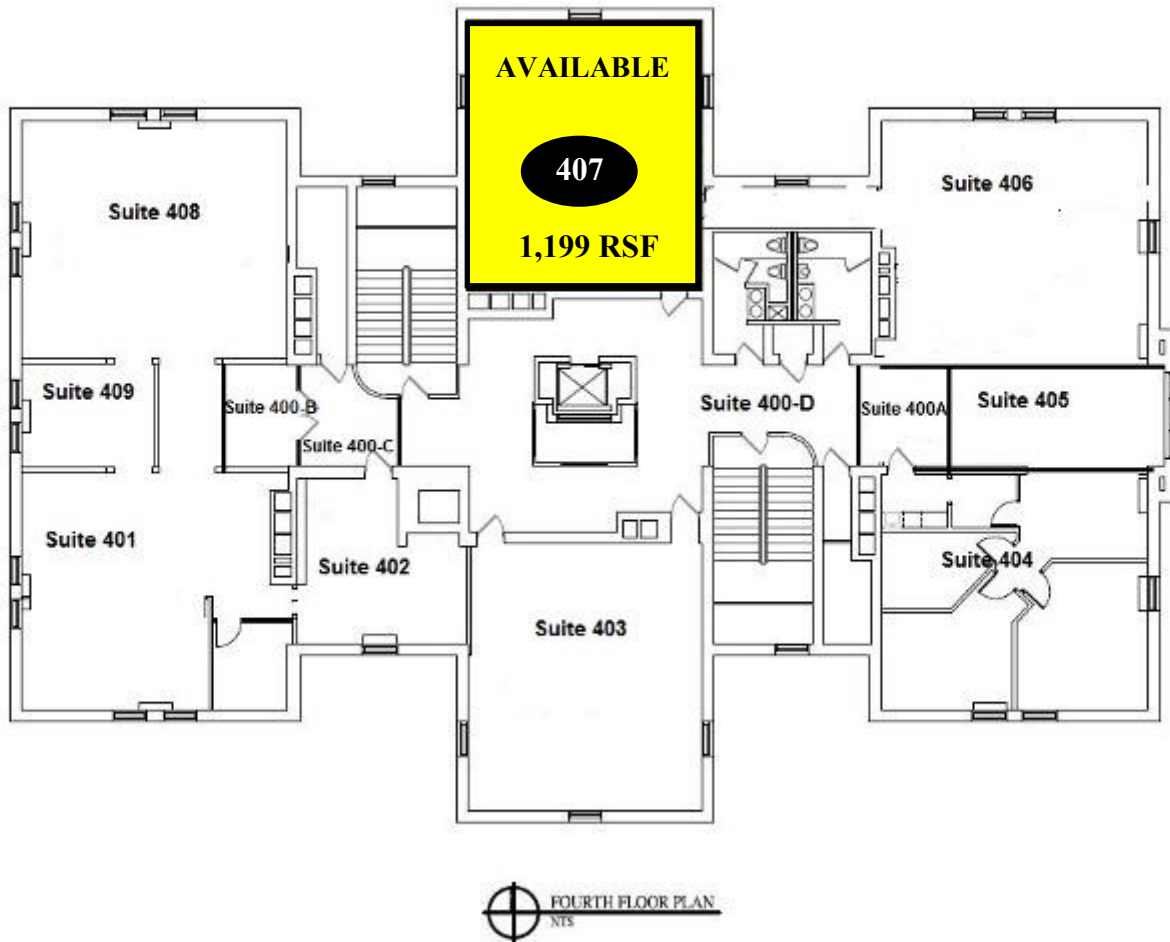 AVAILABLE
407
1,199 RSF
Suite 408
Suite 406
Suite 409
Suite 400-B
Suite 400-C
Suite 400-D
Suite 400A
Suite 405
Suite 401
Suite 402
Suite 403
Suite 404
FOURTH FLOOR PLAN
NTS